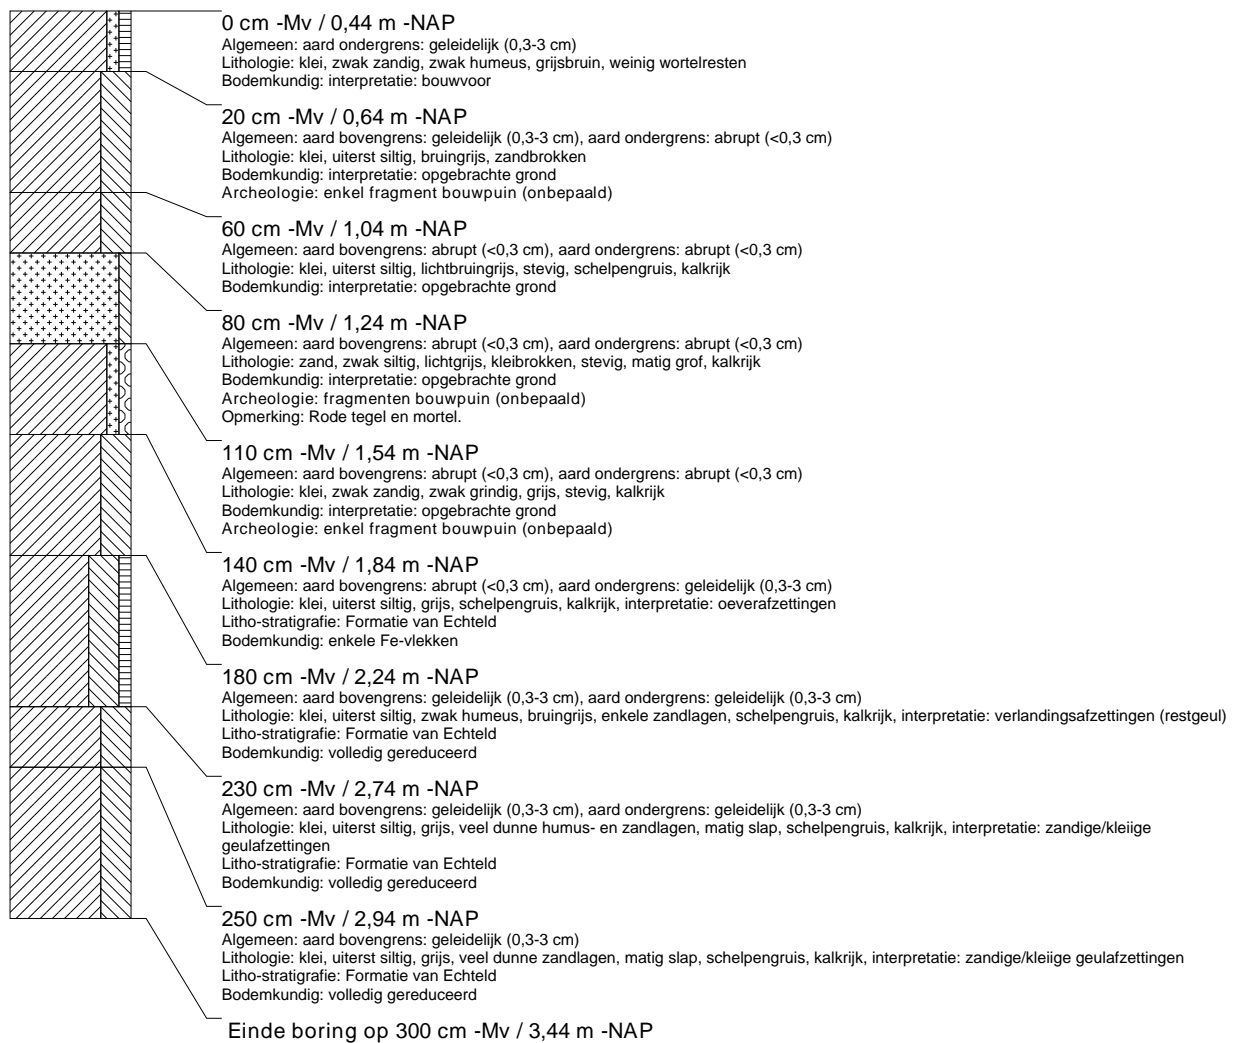 0 cm -Mv / 0,44 m -NAP
Algemeen: aard ondergrens: geleidelijk (0,3-3 cm)
Lithologie: klei, zwak zandig, zwak humeus, grijsbruin, weinig wortelresten
Bodemkundig: interpretatie: bouwvoor
20 cm -Mv / 0,64 m -NAP
Algemeen: aard bovengrens: geleidelijk (0,3-3 cm), aard ondergrens: abrupt (<0,3 cm)
Lithologie: klei, uiterst siltig, bruingrijs, zandbrokken
Bodemkundig: interpretatie: opgebrachte grond
Archeologie: enkel fragment bouwpuin (onbepaald)
60 cm -Mv / 1,04 m -NAP
Algemeen: aard bovengrens: abrupt (<0,3 cm), aard ondergrens: abrupt (<0,3 cm)
Lithologie: klei, uiterst siltig, lichtbruingrijs, stevig, schelpengruis, kalkrijk
Bodemkundig: interpretatie: opgebrachte grond
80 cm -Mv / 1,24 m -NAP
Algemeen: aard bovengrens: abrupt (<0,3 cm), aard ondergrens: abrupt (<0,3 cm)
Lithologie: zand, zwak siltig, lichtgrijs, kleibrokken, stevig, matig grof, kalkrijk
Bodemkundig: interpretatie: opgebrachte grond
Archeologie: fragmenten bouwpuin (onbepaald)
Opmerking: Rode tegel en mortel.
110 cm -Mv / 1,54 m -NAP
Algemeen: aard bovengrens: abrupt (<0,3 cm), aard ondergrens: abrupt (<0,3 cm)
Lithologie: klei, zwak zandig, zwak grindig, grijs, stevig, kalkrijk
Bodemkundig: interpretatie: opgebrachte grond
Archeologie: enkel fragment bouwpuin (onbepaald)
140 cm -Mv / 1,84 m -NAP
Algemeen: aard bovengrens: abrupt (<0,3 cm), aard ondergrens: geleidelijk (0,3-3 cm)
Lithologie: klei, uiterst siltig, grijs, schelpengruis, kalkrijk, interpretatie: oeverafzettingen
Litho-stratigrafie: Formatie van Echteld
Bodemkundig: enkele Fe-vlekken
180 cm -Mv / 2,24 m -NAP
Algemeen: aard bovengrens: geleidelijk (0,3-3 cm), aard ondergrens: geleidelijk (0,3-3 cm)
Lithologie: klei, uiterst siltig, zwak humeus, bruingrijs, enkele zandlagen, schelpengruis, kalkrijk, interpretatie: verlandingsafzettingen (restgeul)
Litho-stratigrafie: Formatie van Echteld
Bodemkundig: volledig gereduceerd
230 cm -Mv / 2,74 m -NAP
Algemeen: aard bovengrens: geleidelijk (0,3-3 cm), aard ondergrens: geleidelijk (0,3-3 cm)
Lithologie: klei, uiterst siltig, grijs, veel dunne humus- en zandlagen, matig slap, schelpengruis, kalkrijk, interpretatie: zandige/kleiige
geulafzettingen
Litho-stratigrafie: Formatie van Echteld
Bodemkundig: volledig gereduceerd
250 cm -Mv / 2,94 m -NAP
Algemeen: aard bovengrens: geleidelijk (0,3-3 cm)
Lithologie: klei, uiterst siltig, grijs, veel dunne zandlagen, matig slap, schelpengruis, kalkrijk, interpretatie: zandige/kleiige geulafzettingen
Litho-stratigrafie: Formatie van Echteld
Bodemkundig: volledig gereduceerd
Einde boring op 300 cm -Mv / 3,44 m -NAP